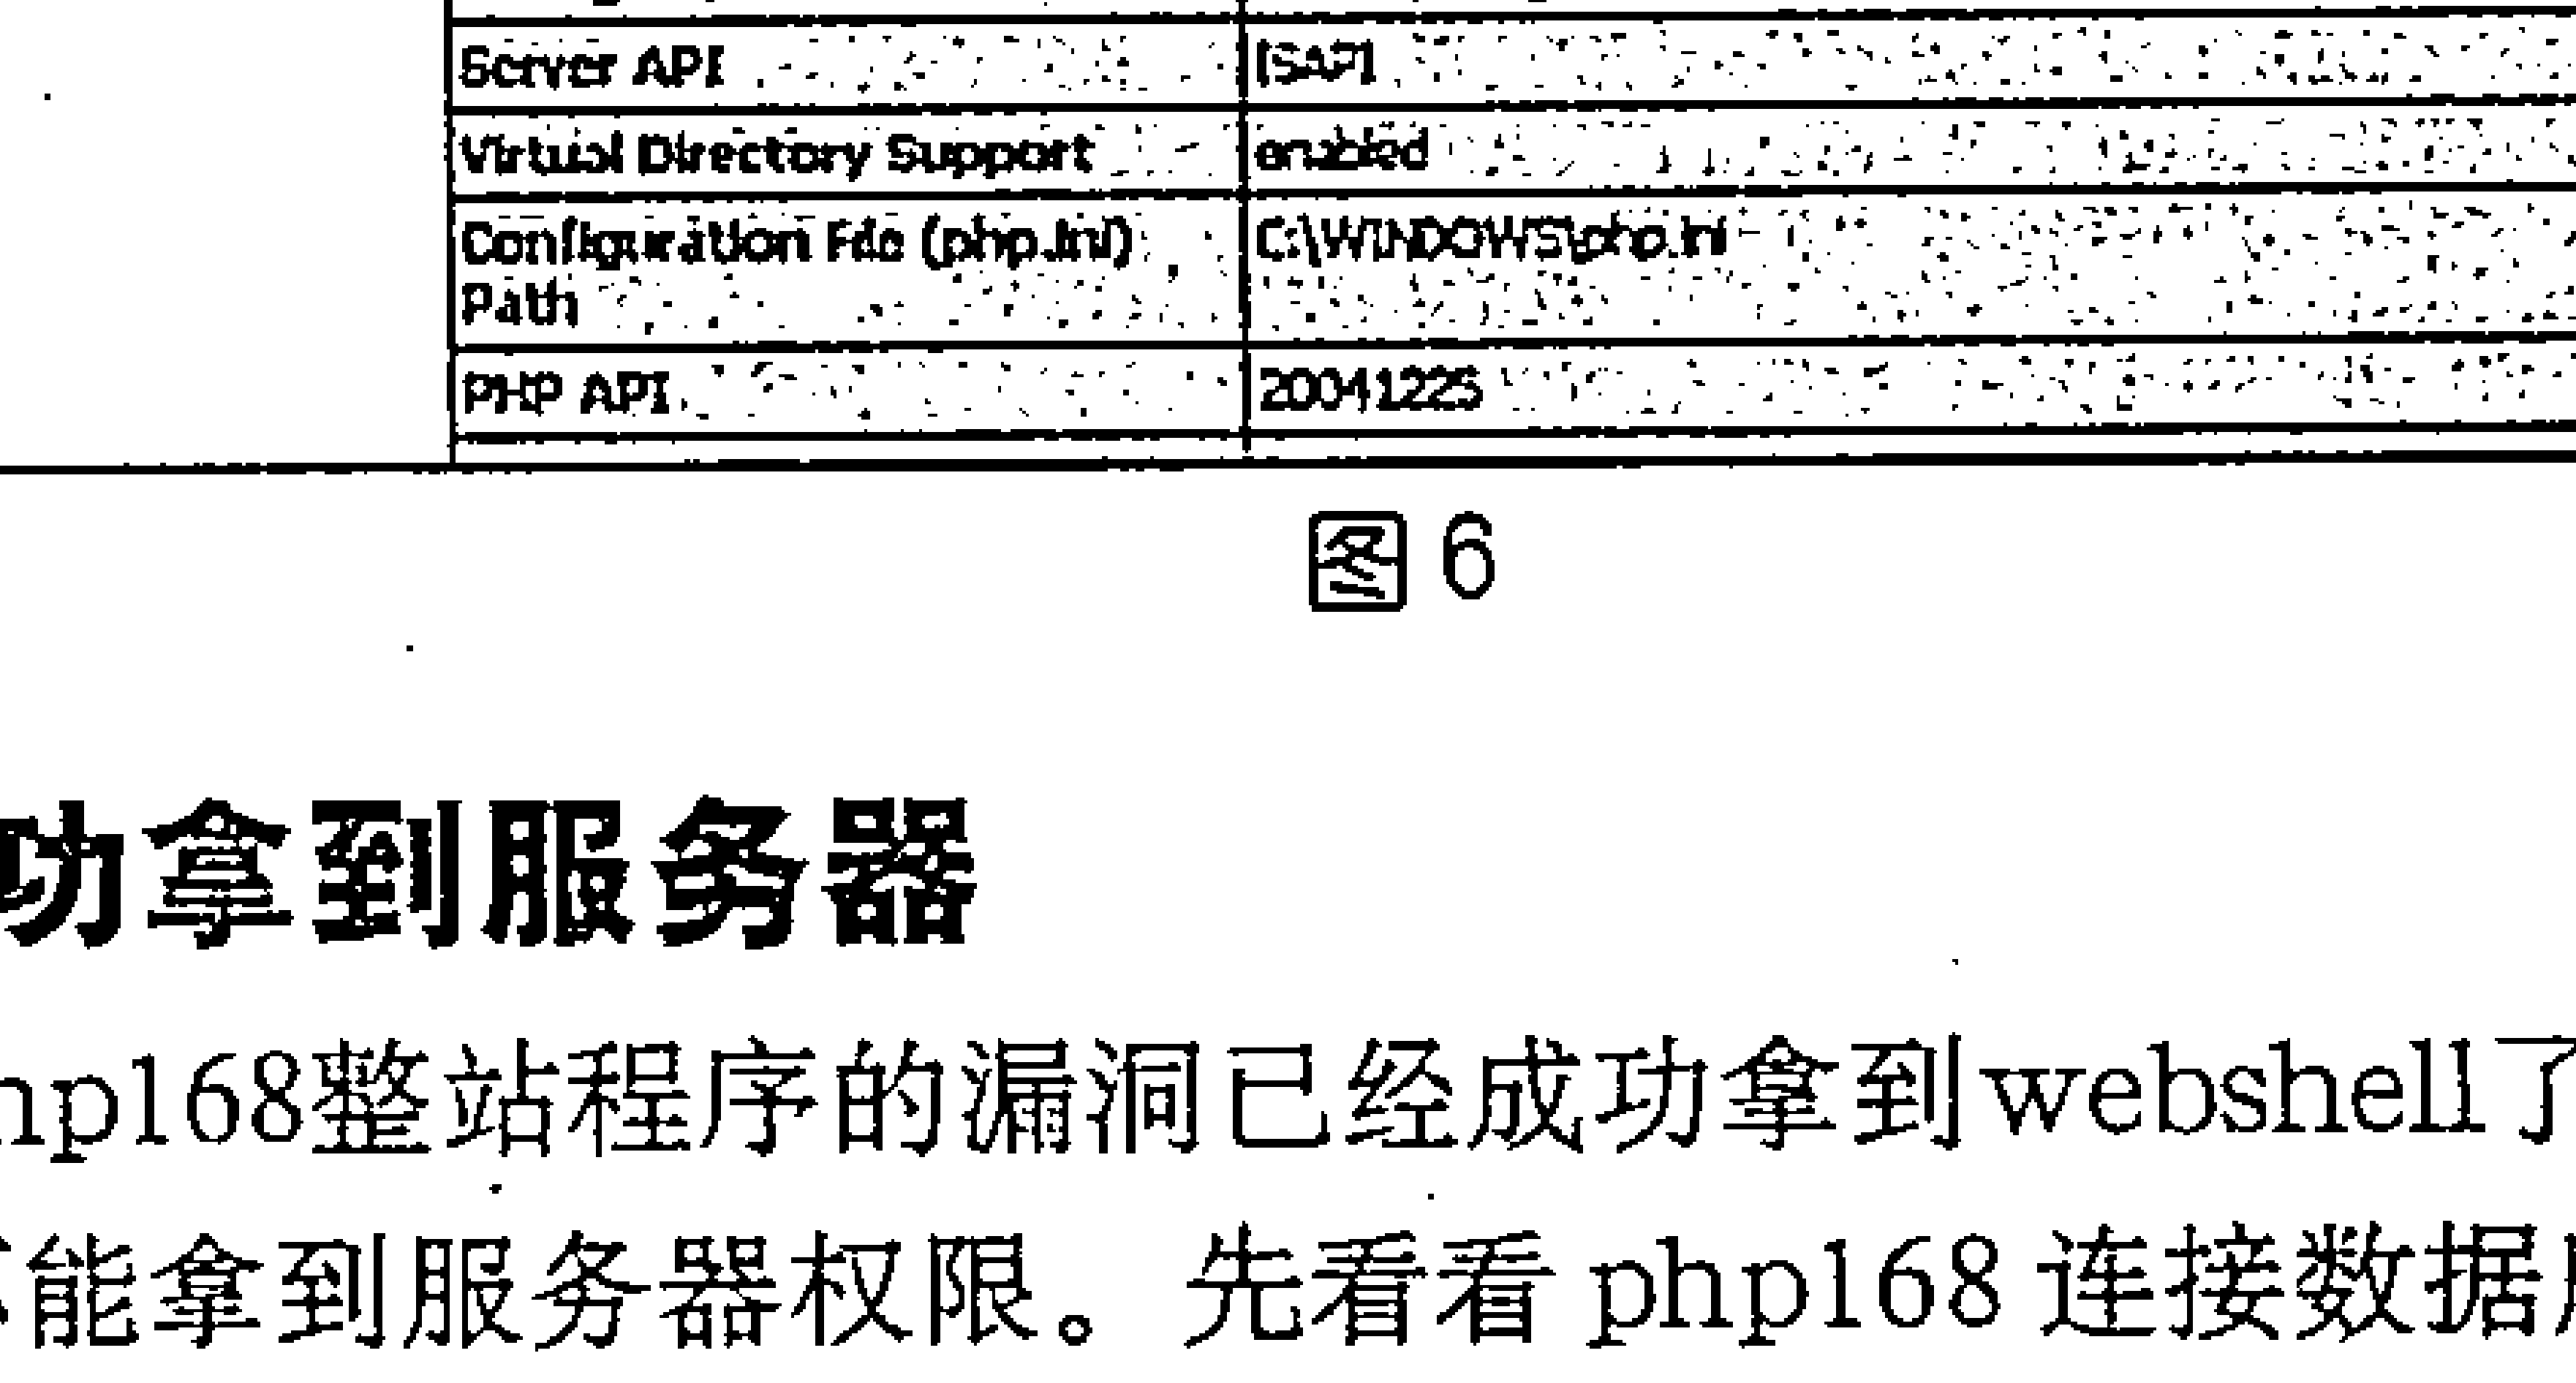 Server API ISAPI
Virtual Directory Support enabled
Configuration File (php.ini) C:\WINDOWS\php.ini
Path
PHP API 20041225
图 6
功拿到服务器
hp168整站程序的漏洞已经成功拿到webshell了
能拿到服务器权限。先看看 php168 连接数据